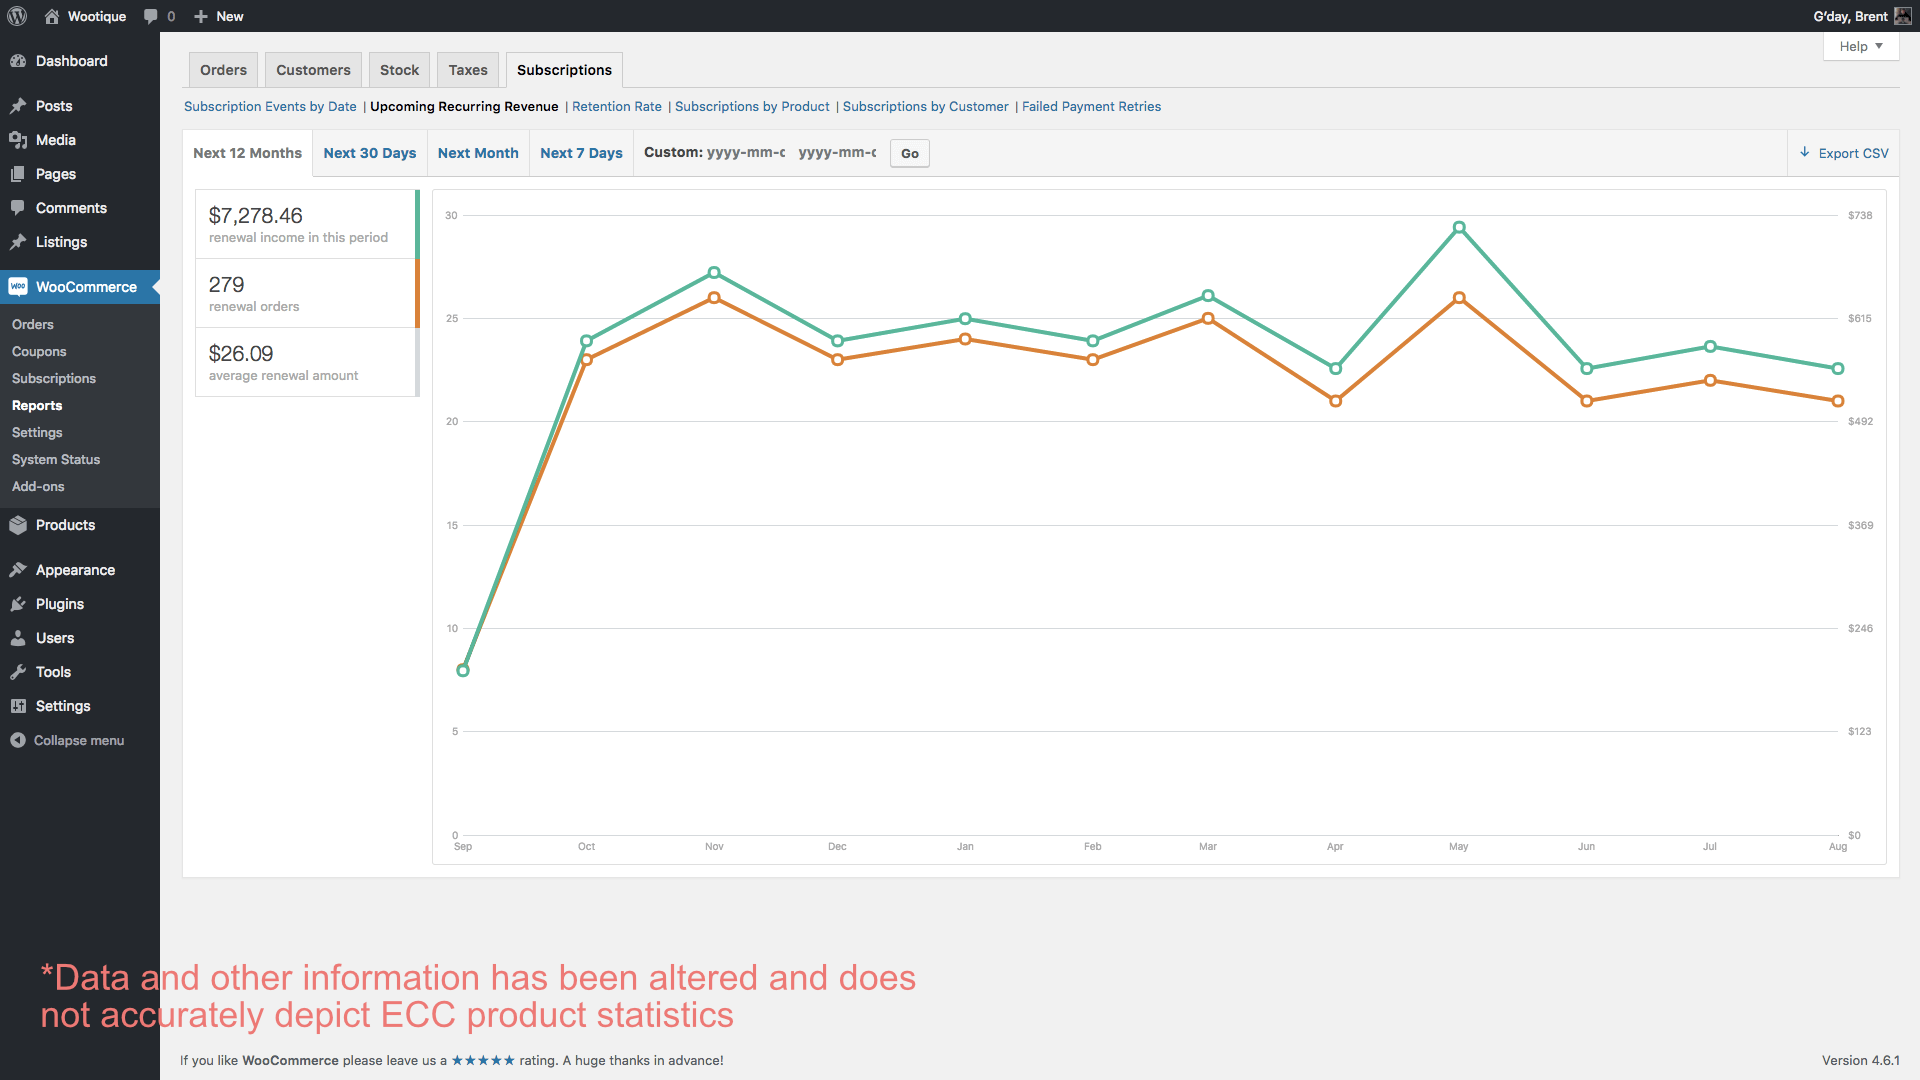 Wootique 0 New G'day, Brent
Help
Dashboard
Posts
Media
Pages
Comments
Listings
WooCommerce
Orders
Coupons
Subscriptions
Reports
Settings
System Status
Add-ons
Products
Appearance
Plugins
Users
Tools
Settings
Collapse menu
Orders Customers Stock Taxes Subscriptions
Subscription Events by Date | Upcoming Recurring Revenue | Retention Rate | Subscriptions by Product | Subscriptions by Customer | Failed Payment Retries
Next 12 Months Next 30 Days Next Month Next 7 Days Custom: yyyy-mm-d yyyy-mm-d Go Export CSV
$7,278.46
renewal income in this period
279
renewal orders
$26.09
average renewal amount
30 $738
25 $615
20 $492
15 $369
10 $246
5 $123
0 $0
Sep Oct Nov Dec Jan Feb Mar Apr May Jun Jul Aug
*Data and other information has been altered and does
not accurately depict ECC product statistics
If you like WooCommerce please leave us a ★★★★★ rating. A huge thanks in advance! Version 4.6.1